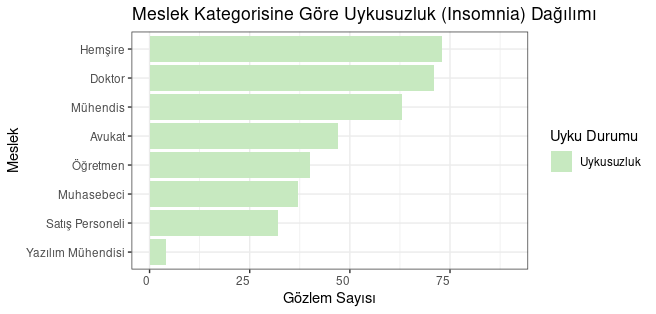 Meslek Kategorisine Göre Uykusuzluk (Insomnia) Dağılımı
Meslek
Hemşire
Doktor
Mühendis
Avukat
Öğretmen
Muhasebeci
Satış Personeli
Yazılım Mühendisi
0 25 50 75
Gözlem Sayısı
Uyku Durumu
Uykusuzluk